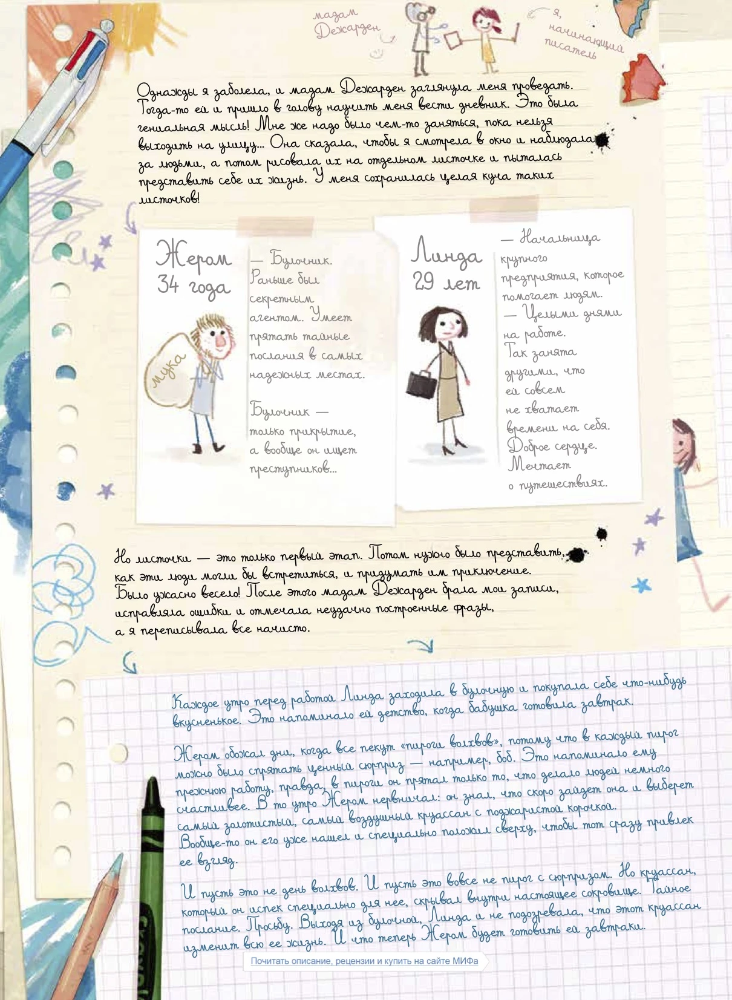 мадам
Дежарден
я,
начинающий
писатель
Однажды я заболела, и мадам Дежарден заглянула меня проведать.
Тогда-то ей и пришло в голову научить меня вести дневник. Это была
гениальная мысль! Мне же надо было чем-то заняться, пока нельзя
выходить на улицу... Она сказала, чтобы я смотрела в окно и наблюдала
за людьми, а потом рисовала их на отдельном листочке и пыталась
представить себе их жизнь. У меня сохранилась целая куча таких
листочков!
Жером
34 года
мука
— Булочник.
Раньше был
секретным
агентом. Умеет
прятать тайные
послания в самых
надежных местах.
Булочник —
только прикрытие,
а вообще он ищет
преступников...
Линда
29 лет
— Начальница
крупного
предприятия, которое
помогает людям.
— Целыми днями
на работе.
Так занята
другими, что
ей совсем
не хватает
времени на себя.
Доброе сердце.
Мечтает
о путешествиях.
Но листочки — это только первый этап. Потом нужно было представить,
как эти люди могли бы встретиться, и придумать им приключение.
Было ужасно весело! После этого мадам Дежарден брала мои записи,
исправляла ошибки и отмечала неудачно построенные фразы,
а я переписывала все начисто.
Каждое утро перед работой Линда заходила в булочную и покупала себе что-нибудь
вкусненькое. Это напоминало ей детство, когда бабушка готовила завтрак.
Жером обожал дни, когда все пекут «пироги волхвов», потому что в каждый пирог
можно было спрятать ценный сюрприз — например, боб. Это напоминало ему
прежнюю работу, правда, в пироги он прятал только то, что делало людей немного
счастливее. В то утро Жером нервничал: он знал, что скоро зайдет она и выберет
самый золотистый, самый воздушный круассан с поджаристой корочкой.
Вообще-то он его уже нашел и специально положил сверху, чтобы тот сразу привлек
ее взгляд.
И пусть это не день волхвов. И пусть это вовсе не пирог с сюрпризом. Но круассан,
который он испек специально для нее, скрывал внутри настоящее сокровище. Тайное
послание. Просьбу. Выходя из булочной, Линда и не подозревала, что этот круассан
изменит всю ее жизнь. И что теперь Жером будет готовить ей завтраки.
Почитать описание, рецензии и купить на сайте МИФа